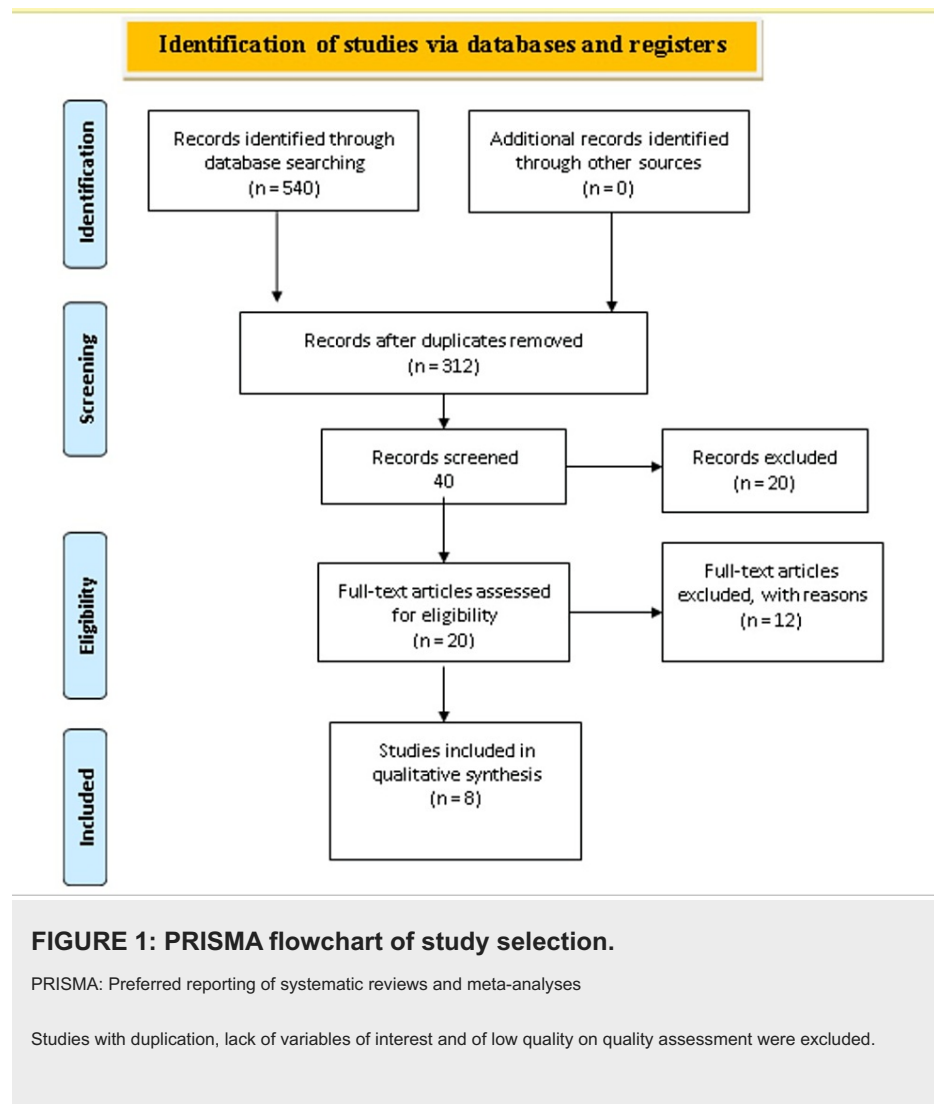 Identification of studies via databases and registers
Identification
Records identified through
database searching
(n = 540)
Additional records identified
through other sources
(n = 0)
Screening
Records after duplicates removed
(n = 312)
Records screened
40
Records excluded
(n = 20)
Eligibility
Full-text articles assessed
for eligibility
(n = 20)
Full-text articles
excluded, with reasons
(n = 12)
Included
Studies included in
qualitative synthesis
(n = 8)
FIGURE 1: PRISMA flowchart of study selection.
PRISMA: Preferred reporting of systematic reviews and meta-analyses
Studies with duplication, lack of variables of interest and of low quality on quality assessment were excluded.